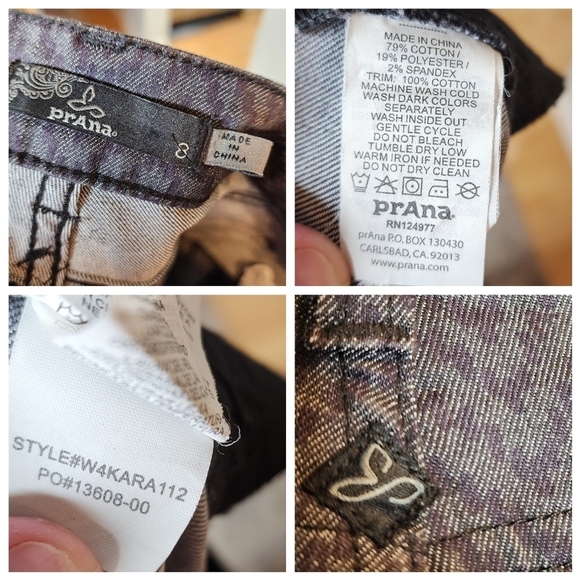 prAna.
8
MADE
IN
CHINA
MADE IN CHINA
79% COTTON /
19% POLYESTER /
2% SPANDEX
TRIM: 100% COTTON
MACHINE WASH COLD
WASH DARK COLORS
SEPARATELY
WASH INSIDE OUT
GENTLE CYCLE
DO NOT BLEACH
TUMBLE DRY LOW
WARM IRON IF NEEDED
DO NOT DRY CLEAN
prAna.
RN124977
prAna P.O. BOX 130430
CARLSBAD, CA. 92013
www.prana.com
STYLE#W4KARA112
PO#13608-00